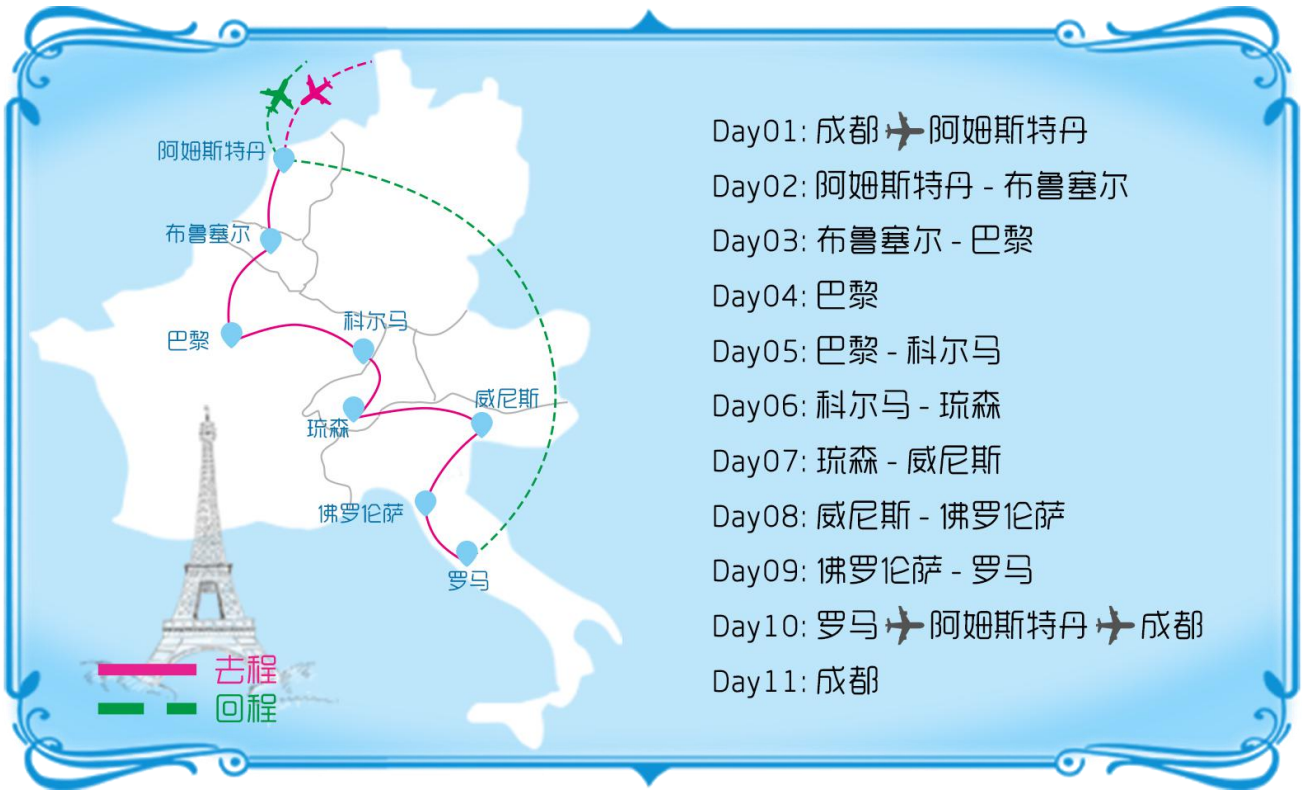 阿姆斯特丹
布鲁塞尔
巴黎
科尔马
琉森
威尼斯
佛罗伦萨
罗马
去程
回程
Day01: 成都 阿姆斯特丹
Day02: 阿姆斯特丹 - 布鲁塞尔
Day03: 布鲁塞尔 - 巴黎
Day04: 巴黎
Day05: 巴黎 - 科尔马
Day06: 科尔马 - 琉森
Day07: 琉森 - 威尼斯
Day08: 威尼斯 - 佛罗伦萨
Day09: 佛罗伦萨 - 罗马
Day10: 罗马 阿姆斯特丹 成都
Day11: 成都